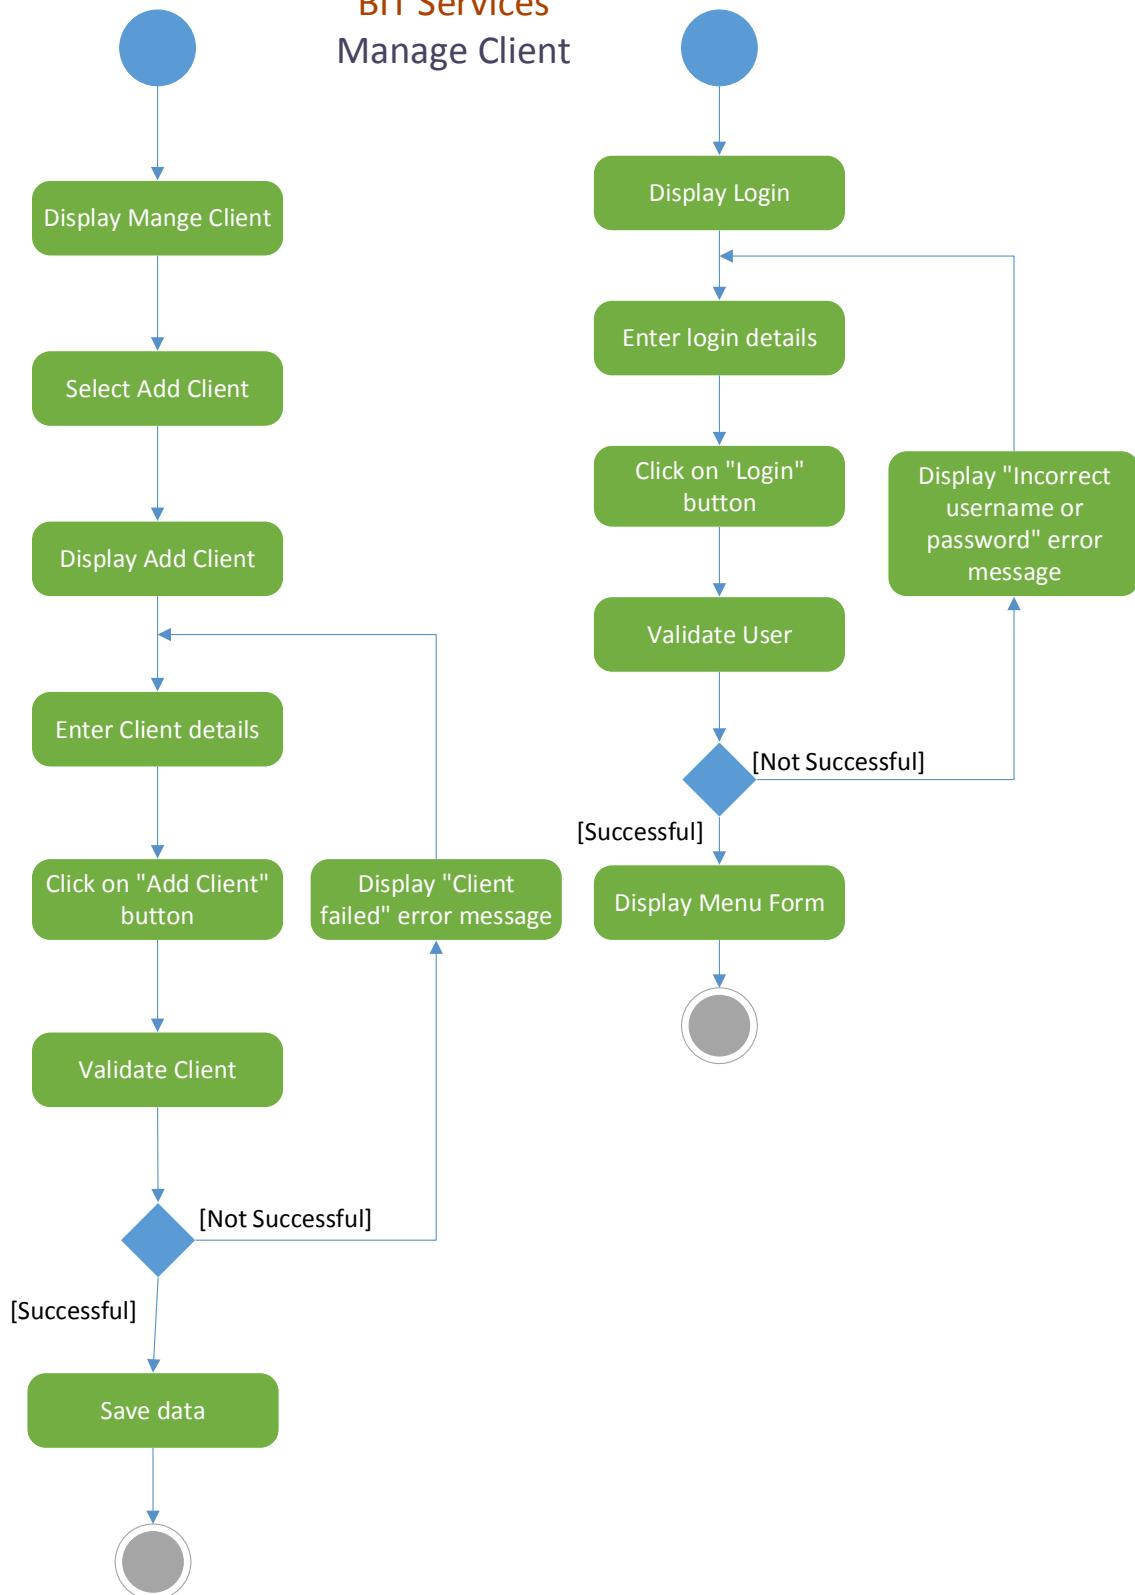 BIT Services
Manage Client
Display Mange Client
Select Add Client
Display Add Client
Enter Client details
Click on "Add Client"
button
Display "Client
failed" error message
Validate Client
[Not Successful]
[Successful]
Save data
Display Login
Enter login details
Click on "Login"
button
Display "Incorrect
username or
password" error
message
Validate User
[Not Successful]
[Successful]
Display Menu Form